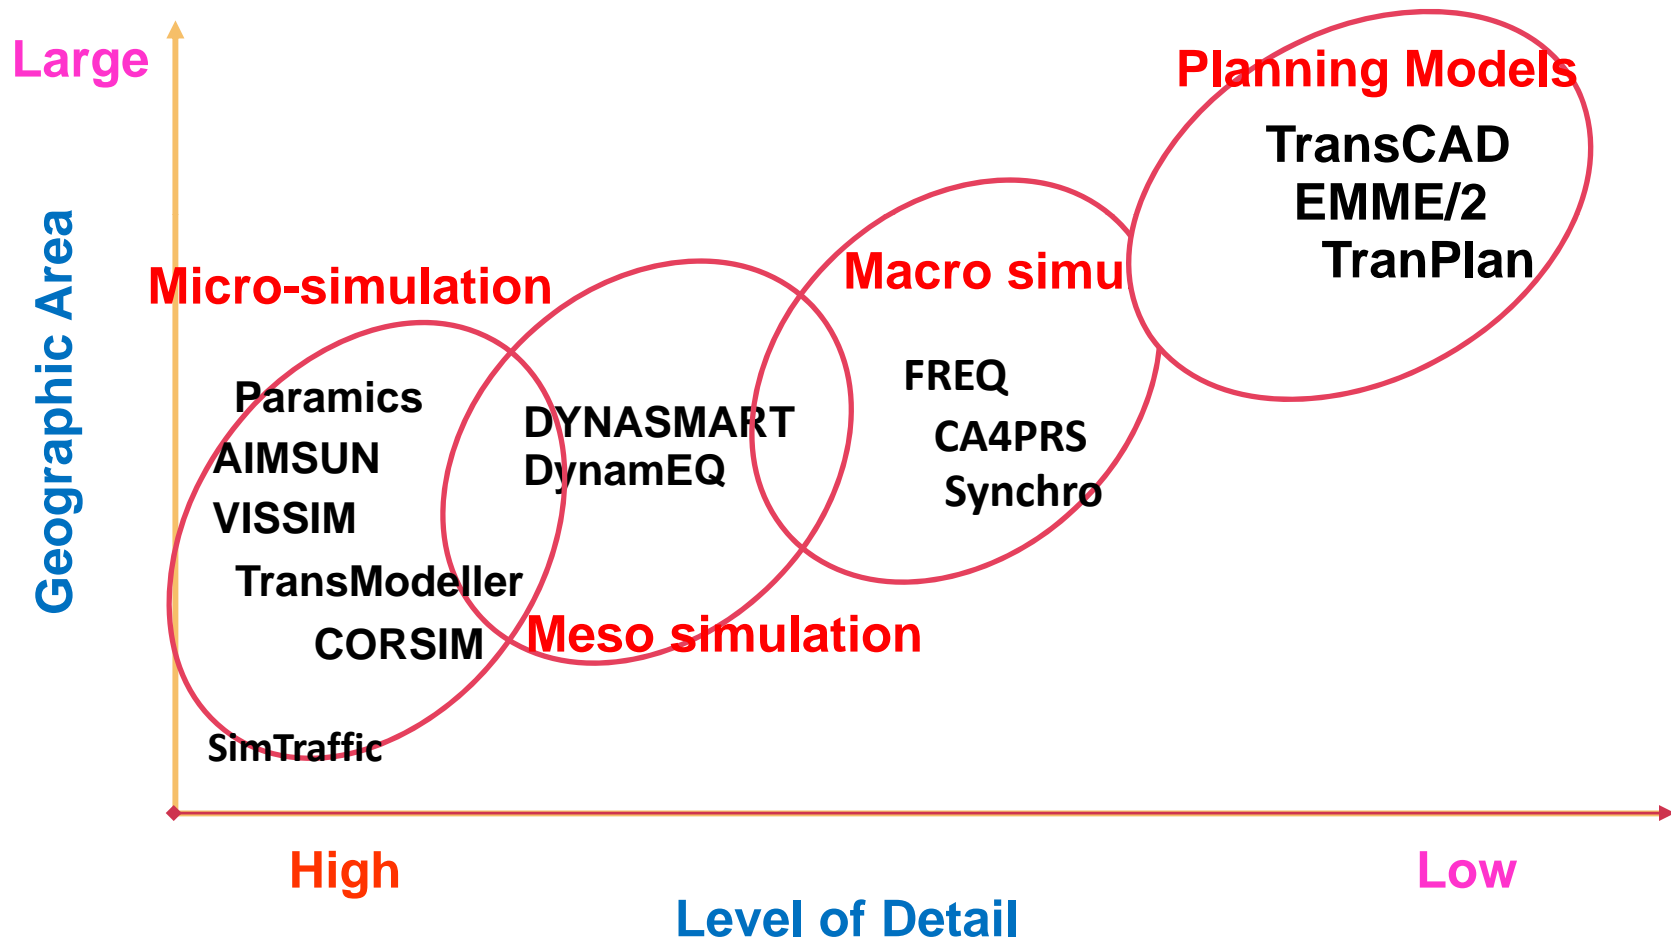 Large
Planning Models
TransCAD
EMME/2
TranPlan
Geographic Area
Micro-simulation
Macro simu
Paramics
AIMSUN
VISSIM
TransModeller
CORSIM
SimTraffic
DYNASMART
DynamEQ
Meso simulation
FREQ
CA4PRS
Synchro
High
Low
Level of Detail